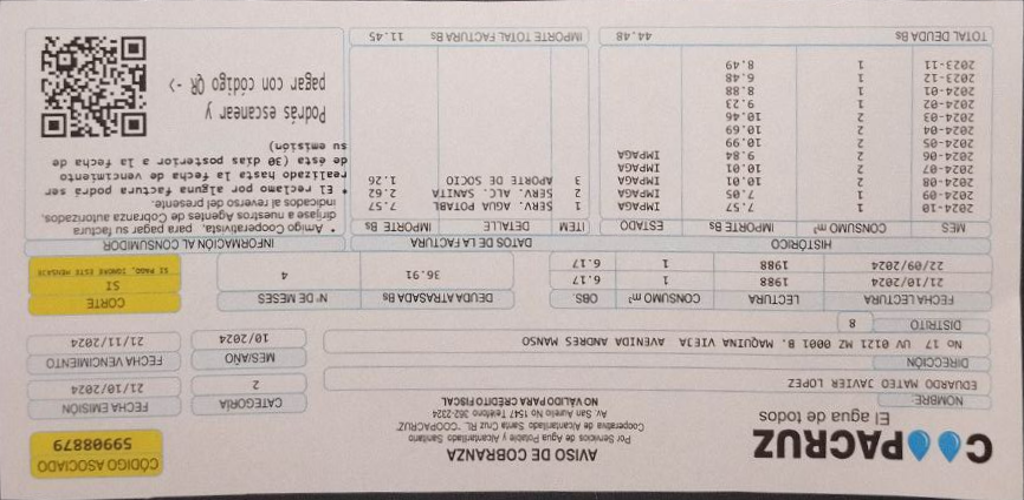 COOPACRUZ
El agua de todos
AVISO DE COBRANZA
Por Servicios de Agua Potable y Alcantarillado Sanitario
Cooperativa de Alcantarillado Santa Cruz "COOPACRUZ" RL
Av. San Aurelio No 1547 Teléfono 362-2324
NO VÁLIDO PARA CRÉDITO FISCAL
CÓDIGO ASOCIADO
59908879
NOMBRE:
EDUARDO MATEO JAVIER LOPEZ
CATEGORÍA
2
FECHA EMISIÓN
21/10/2024
DIRECCIÓN
No 17 UV 0121 MZ 0001 B. MAQUINA VIEJA AVENIDA ANDRES MANSO
MES/AÑO
10/2024
FECHA VENCIMIENTO
21/11/2024
DISTRITO 8
FECHA LECTURA LECTURA CONSUMO m³ OBS.
21/10/2024 1988 1 6.17
22/09/2024 1988 1 6.17
DEUDA ATRASADA Bs Nº DE MESES
36.91 4
CORTE
SI
SI PAGO, IGNORE ESTE MENSAJE
HISTÓRICO
MES CONSUMO m³ IMPORTE Bs ESTADO
2024-10 1 7.57 IMPAGA
2024-09 1 7.05 IMPAGA
2024-08 2 10.01 IMPAGA
2024-07 2 10.01 IMPAGA
2024-06 2 9.84 IMPAGA
2024-05 2 10.99
2024-04 2 10.69
2024-03 2 10.46
2024-02 1 9.23
2024-01 1 8.88
2023-12 1 6.48
2023-11 1 8.49
TOTAL DEUDA Bs 44.48
DATOS DE LA FACTURA
ITEM DETALLE IMPORTE Bs
1 SERV. AGUA POTABL 7.57
2 SERV. ALC. SANITA 2.62
3 APORTE DE SOCIO 1.26
IMPORTE TOTAL FACTURA Bs 11.45
INFORMACIÓN AL CONSUMIDOR
* Amigo Cooperativista, para pagar su factura
diríjase a nuestros Agentes de Cobranza autorizados,
indicados al reverso del presente.
* El reclamo por alguna factura podrá ser
realizado hasta la fecha de vencimiento
de ésta (30 días posterior a la fecha de
su emisión)
Podrás escanear y
pagar con código QR ->